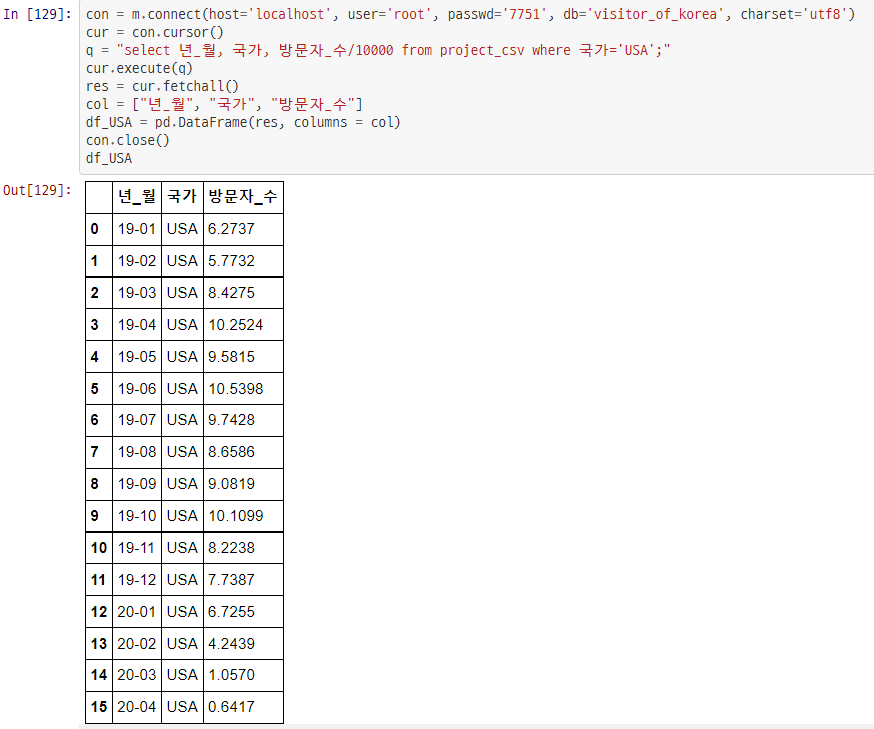 In [129]: con = m.connect(host='localhost', user='root', passwd='7751', db='visitor_of_korea', charset='utf8')
cur = con.cursor()
q = "select 년_월, 국가, 방문자_수/10000 from project_csv where 국가='USA';"
cur.execute(q)
res = cur.fetchall()
col = ["년_월", "국가", "방문자_수"]
df_USA = pd.DataFrame(res, columns = col)
con.close()
df_USA
Out[129]:
년_월 국가 방문자_수
0 19-01 USA 6.2737
1 19-02 USA 5.7732
2 19-03 USA 8.4275
3 19-04 USA 10.2524
4 19-05 USA 9.5815
5 19-06 USA 10.5398
6 19-07 USA 9.7428
7 19-08 USA 8.6586
8 19-09 USA 9.0819
9 19-10 USA 10.1099
10 19-11 USA 8.2238
11 19-12 USA 7.7387
12 20-01 USA 6.7255
13 20-02 USA 4.2439
14 20-03 USA 1.0570
15 20-04 USA 0.6417